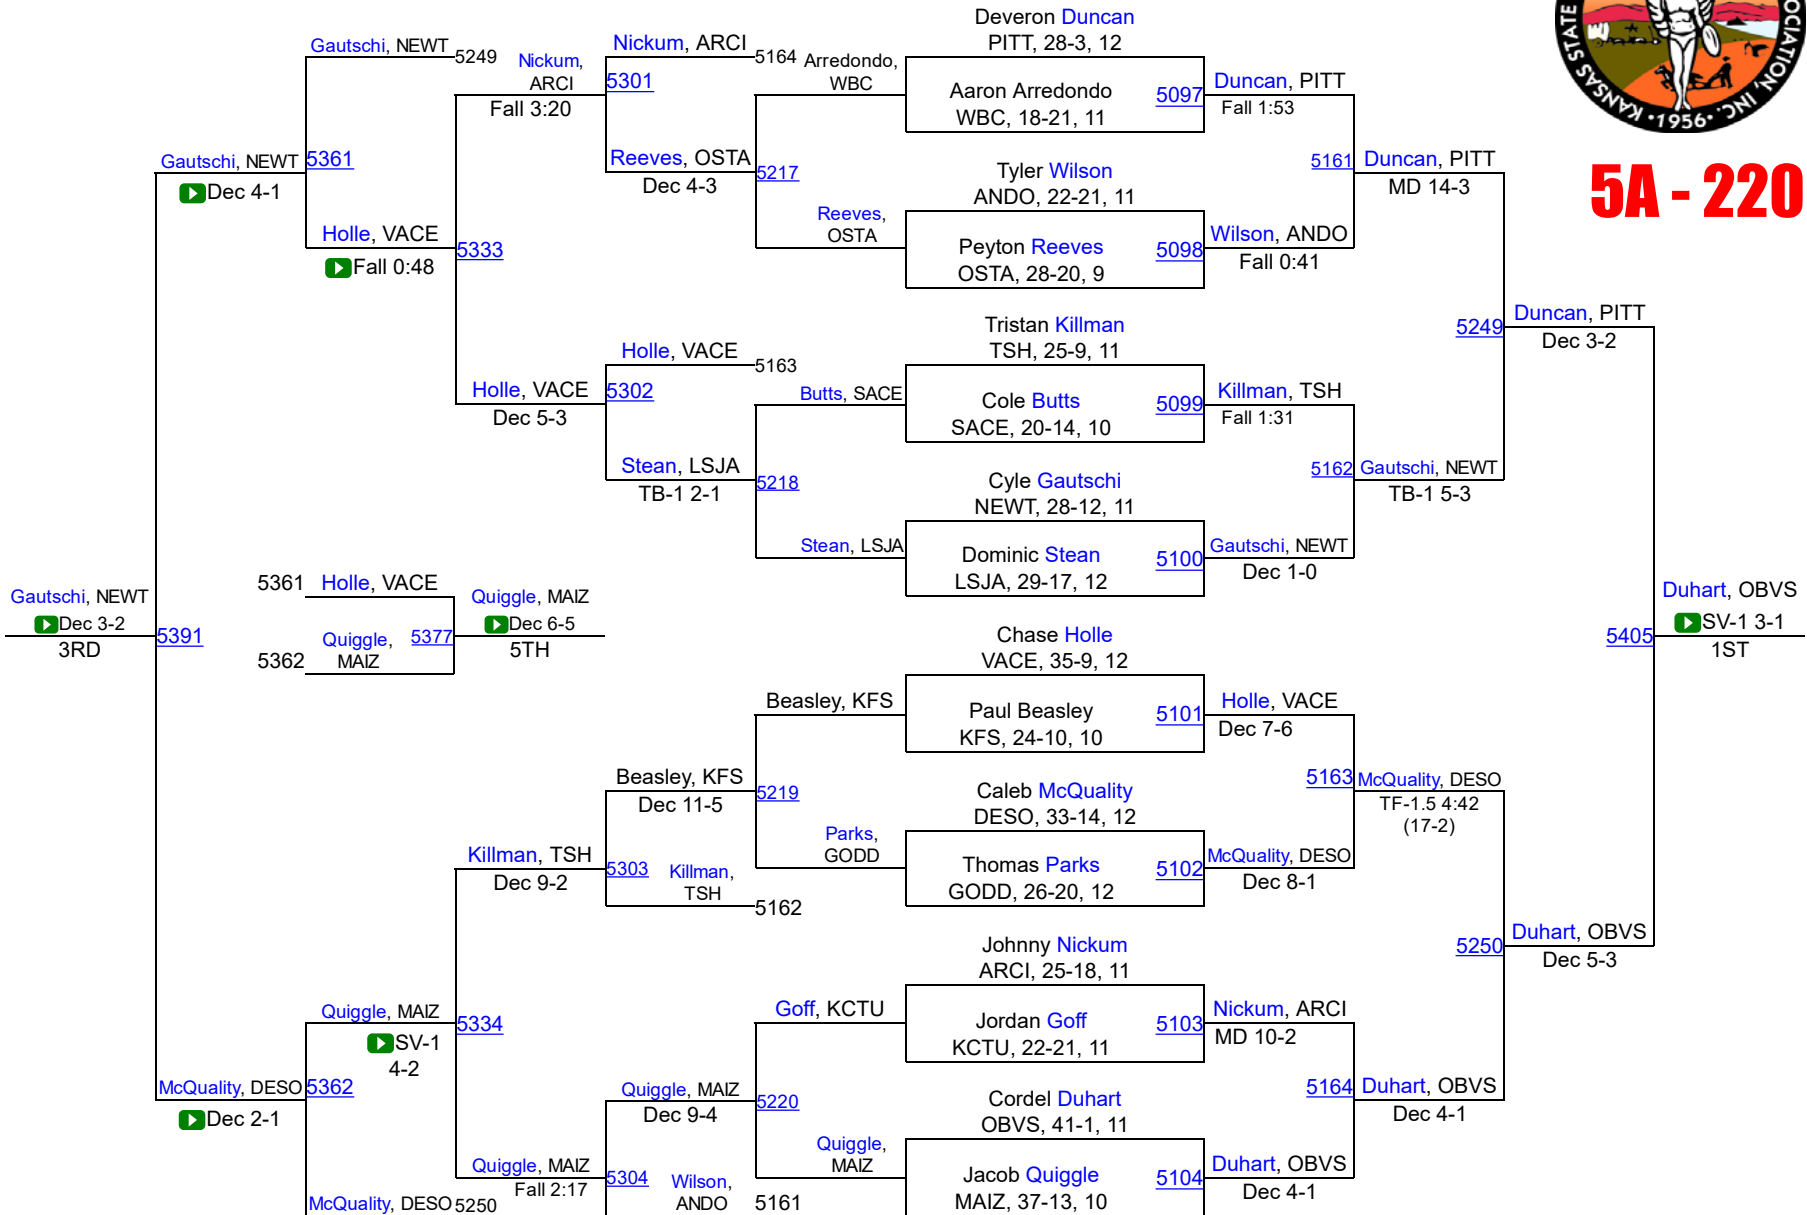 KANSAS STATE
OCIATION, INC.
•1956•
5A - 220
Deveron Duncan
PITT, 28-3, 12
Aaron Arredondo
WBC, 18-21, 11
5097
Tyler Wilson
ANDO, 22-21, 11
Peyton Reeves
OSTA, 28-20, 9
5098
Tristan Killman
TSH, 25-9, 11
Cole Butts
SACE, 20-14, 10
5099
Cyle Gautschi
NEWT, 28-12, 11
Dominic Stean
LSJA, 29-17, 12
5100
Chase Holle
VACE, 35-9, 12
Paul Beasley
KFS, 24-10, 10
5101
Caleb McQuality
DESO, 33-14, 12
Thomas Parks
GODD, 26-20, 12
5102
Johnny Nickum
ARCI, 25-18, 11
Jordan Goff
KCTU, 22-21, 11
5103
Cordel Duhart
OBVS, 41-1, 11
Jacob Quiggle
MAIZ, 37-13, 10
5104
Duncan, PITT
Fall 1:53
5161
Wilson, ANDO
Fall 0:41
Killman, TSH
Fall 1:31
5162
Gautschi, NEWT
Dec 1-0
Holle, VACE
Dec 7-6
5163
McQuality, DESO
Dec 8-1
Nickum, ARCI
MD 10-2
5164
Duhart, OBVS
Dec 4-1
Duncan, PITT
MD 14-3
5249
Gautschi, NEWT
TB-1 5-3
McQuality, DESO
TF-1.5 4:42
(17-2)
5250
Duhart, OBVS
Dec 4-1
Duncan, PITT
Dec 3-2
5405
Duhart, OBVS
Dec 5-3
Duhart, OBVS
SV-1 3-1
1ST
Arredondo,
WBC
5217
Reeves,
OSTA
Butts, SACE
5218
Stean, LSJA
Beasley, KFS
5219
Parks,
GODD
Goff, KCTU
5220
Quiggle,
MAIZ
Nickum, ARCI
5164
5301
Reeves, OSTA
Dec 4-3
Holle, VACE
5163
5302
Stean, LSJA
TB-1 2-1
Beasley, KFS
Dec 11-5
5303
Killman,
TSH
5162
Quiggle, MAIZ
Dec 9-4
5304
Wilson,
ANDO
5161
Nickum,
ARCI
Fall 3:20
5333
Holle, VACE
Dec 5-3
Killman, TSH
Dec 9-2
5334
Quiggle, MAIZ
Fall 2:17
Gautschi, NEWT
5249
5361
Holle, VACE
Fall 0:48
Quiggle, MAIZ
SV-1
4-2
5362
McQuality, DESO
5250
Gautschi, NEWT
Dec 4-1
5391
McQuality, DESO
Dec 2-1
Gautschi, NEWT
Dec 3-2
3RD
5361
Holle, VACE
5377
5362
Quiggle,
MAIZ
Quiggle, MAIZ
Dec 6-5
5TH